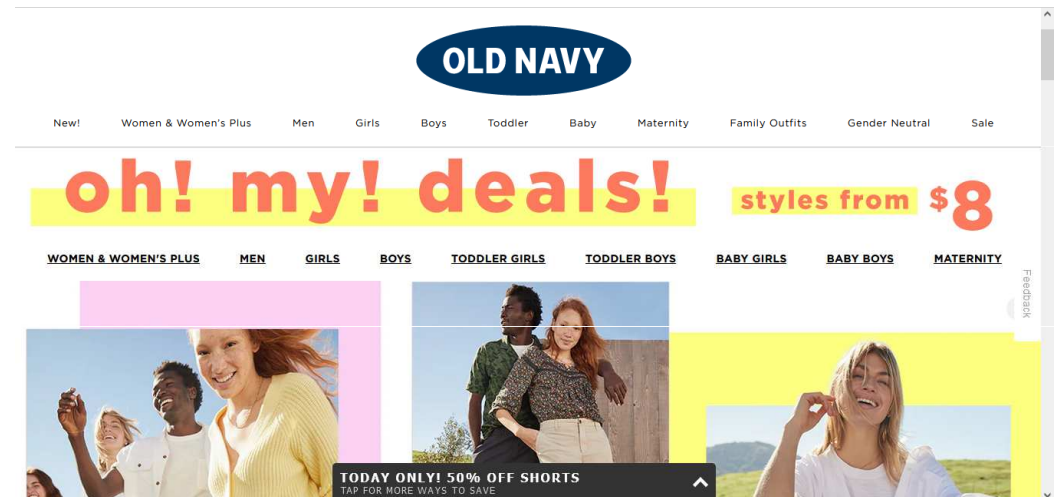 OLD NAVY
New! Women & Women's Plus Men Girls Boys Toddler Baby Maternity Family Outfits Gender Neutral Sale
oh! my! deals! styles from $8
WOMEN & WOMEN'S PLUS MEN GIRLS BOYS TODDLER GIRLS TODDLER BOYS BABY GIRLS BABY BOYS MATERNITY
Feedback
TODAY ONLY! 50% OFF SHORTS
TAP FOR MORE WAYS TO SAVE